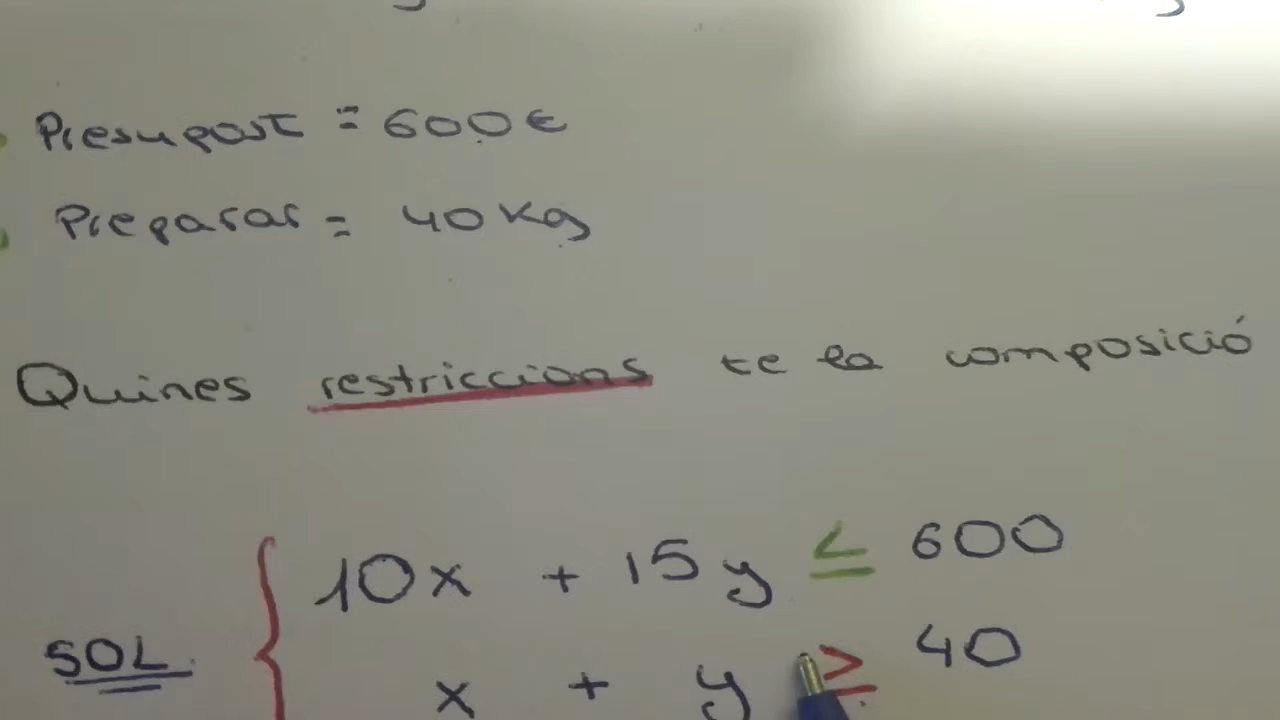 Presupost = 600€
Preparar = 40 Kg
Quines restriccions te la composició
10x + 15y ≤ 600
SOL
x + y ≥ 40